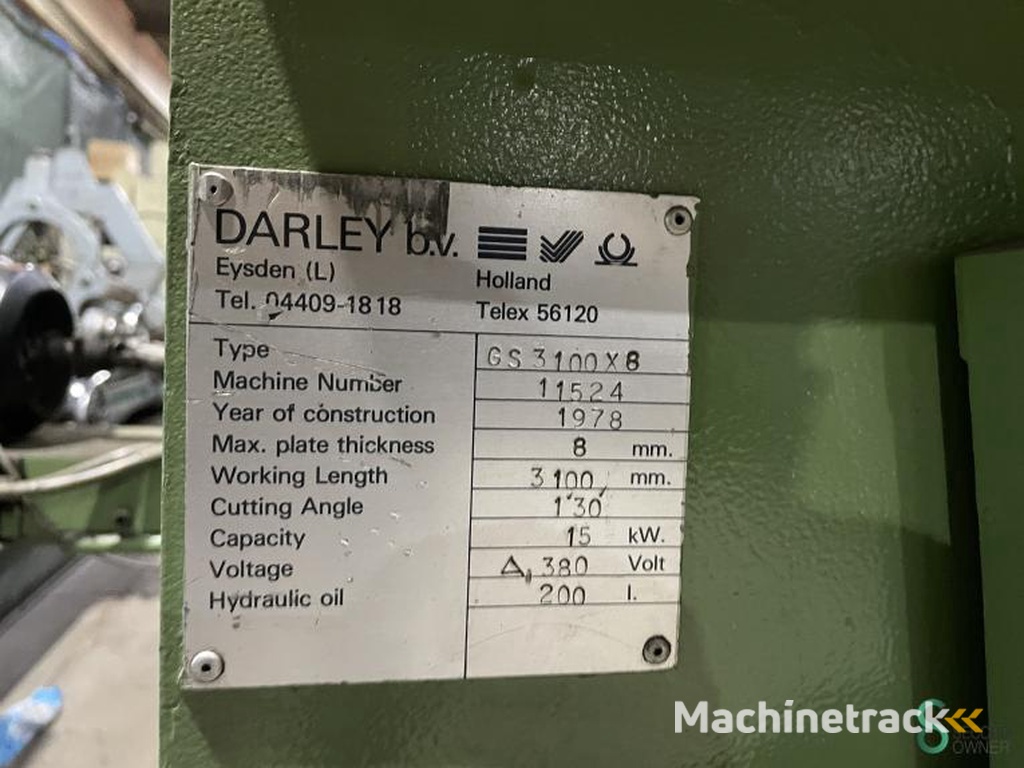 DARLEY b.v.
Eysden (L) Holland
Tel. 04409-1818 Telex 56120
Type GS 3100X8
Machine Number 11524
Year of construction 1978
Max. plate thickness 8 mm.
Working Length 3100 mm.
Cutting Angle 1°30'
Capacity 15 kW.
Voltage Δ, 380 Volt
Hydraulic oil 200 l.
Machinetrack
OWNER